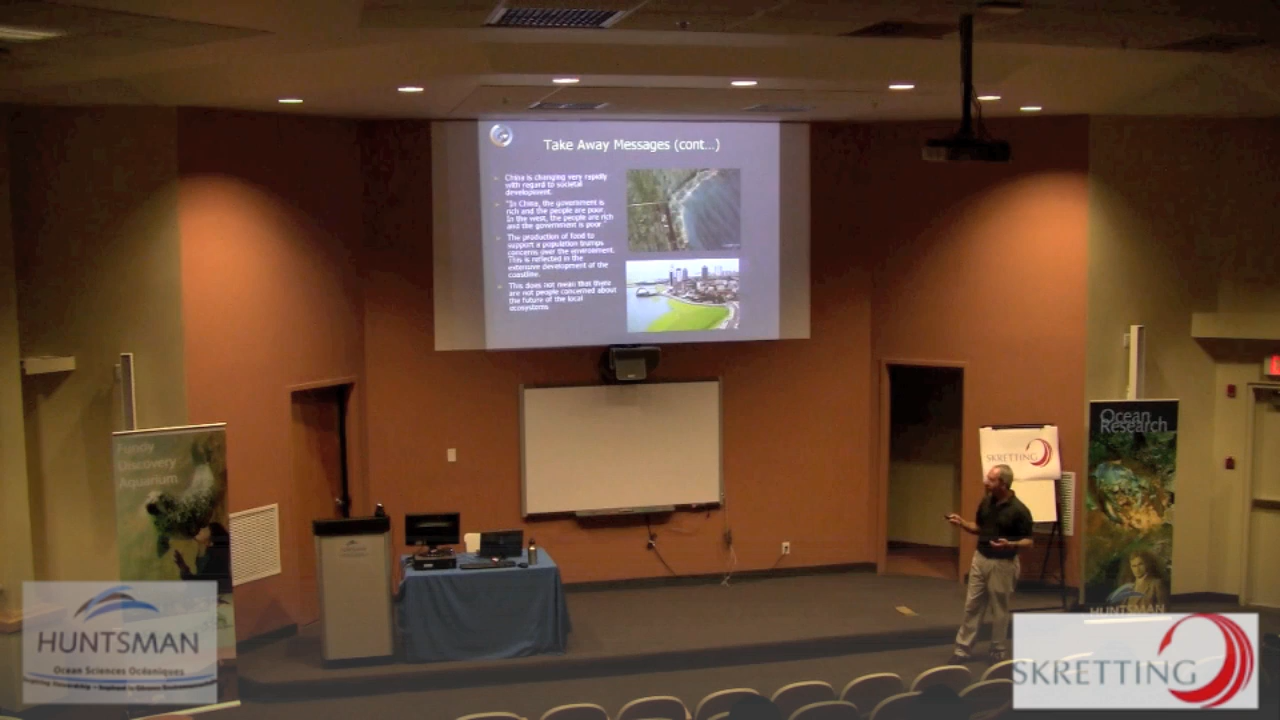 Take Away Messages (cont...)
China is changing very rapidly
with regard to societal
development.
"In China, the government is
rich and the people are poor.
In the west, the people are rich
and the government is poor"
The production of food to
support a population trumps
concerns over the environment.
This is reflected in the
extensive development of the
coastline.
This does not mean that there
are not people concerned about
the future of the local
ecosystems.
Fundy
Discovery
Aquarium
SKRETTING
Ocean
Research
HUNTSMAN
HUNTSMAN
Ocean Sciences Océaniques
SKRETTING